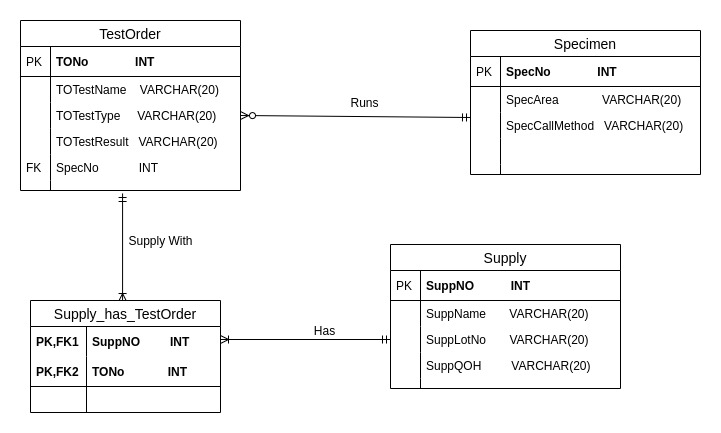 TestOrder
PK TONo INT
TOTestName VARCHAR(20)
TOTestType VARCHAR(20)
TOTestResult VARCHAR(20)
FK SpecNo INT
Runs
Specimen
PK SpecNo INT
SpecArea VARCHAR(20)
SpecCallMethod VARCHAR(20)
Supply With
Supply_has_TestOrder
PK,FK1 SuppNO INT
PK,FK2 TONo INT
Has
Supply
PK SuppNO INT
SuppName VARCHAR(20)
SuppLotNo VARCHAR(20)
SuppQOH VARCHAR(20)